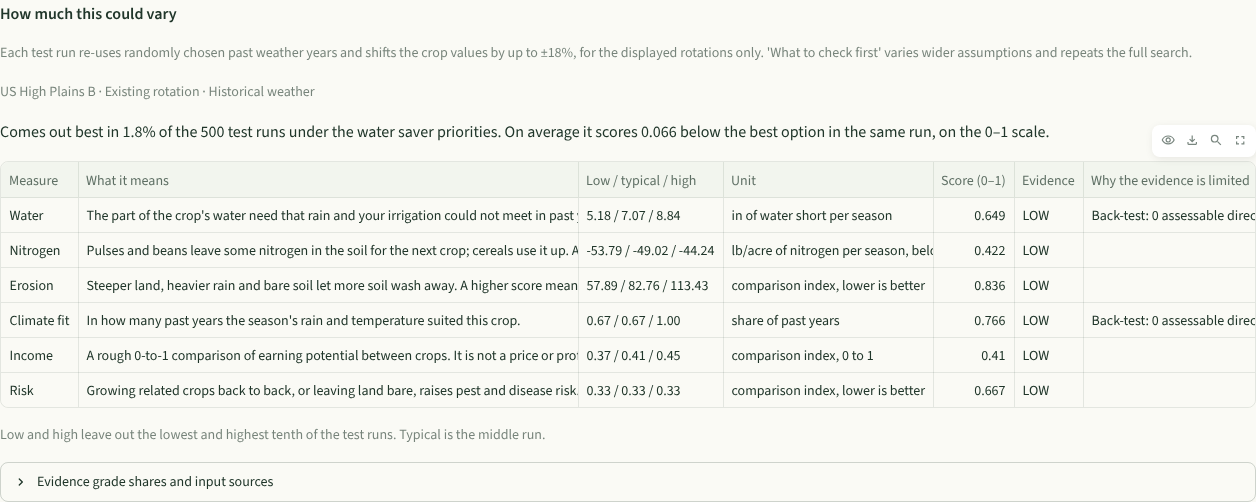 How much this could vary
Each test run re-uses randomly chosen past weather years and shifts the crop values by up to ±18%, for the displayed rotations only. 'What to check first' varies wider assumptions and repeats the full search.
US High Plains B · Existing rotation · Historical weather
Comes out best in 1.8% of the 500 test runs under the water saver priorities. On average it scores 0.066 below the best option in the same run, on the 0–1 scale.
Measure What it means Low / typical / high Unit Score (0–1) Evidence Why the evidence is limited
Water The part of the crop's water need that rain and your irrigation could not meet in past 5.18 / 7.07 / 8.84 in of water short per season 0.649 LOW Back-test: 0 assessable direc
Nitrogen Pulses and beans leave some nitrogen in the soil for the next crop; cereals use it up. A -53.79 / -49.02 / -44.24 lb/acre of nitrogen per season, belo 0.422 LOW
Erosion Steeper land, heavier rain and bare soil let more soil wash away. A higher score mean 57.89 / 82.76 / 113.43 comparison index, lower is better 0.836 LOW
Climate fit In how many past years the season's rain and temperature suited this crop. 0.67 / 0.67 / 1.00 share of past years 0.766 LOW Back-test: 0 assessable direc
Income A rough 0-to-1 comparison of earning potential between crops. It is not a price or prof 0.37 / 0.41 / 0.45 comparison index, 0 to 1 0.41 LOW
Risk Growing related crops back to back, or leaving land bare, raises pest and disease risk. 0.33 / 0.33 / 0.33 comparison index, lower is better 0.667 LOW
Low and high leave out the lowest and highest tenth of the test runs. Typical is the middle run.
Evidence grade shares and input sources